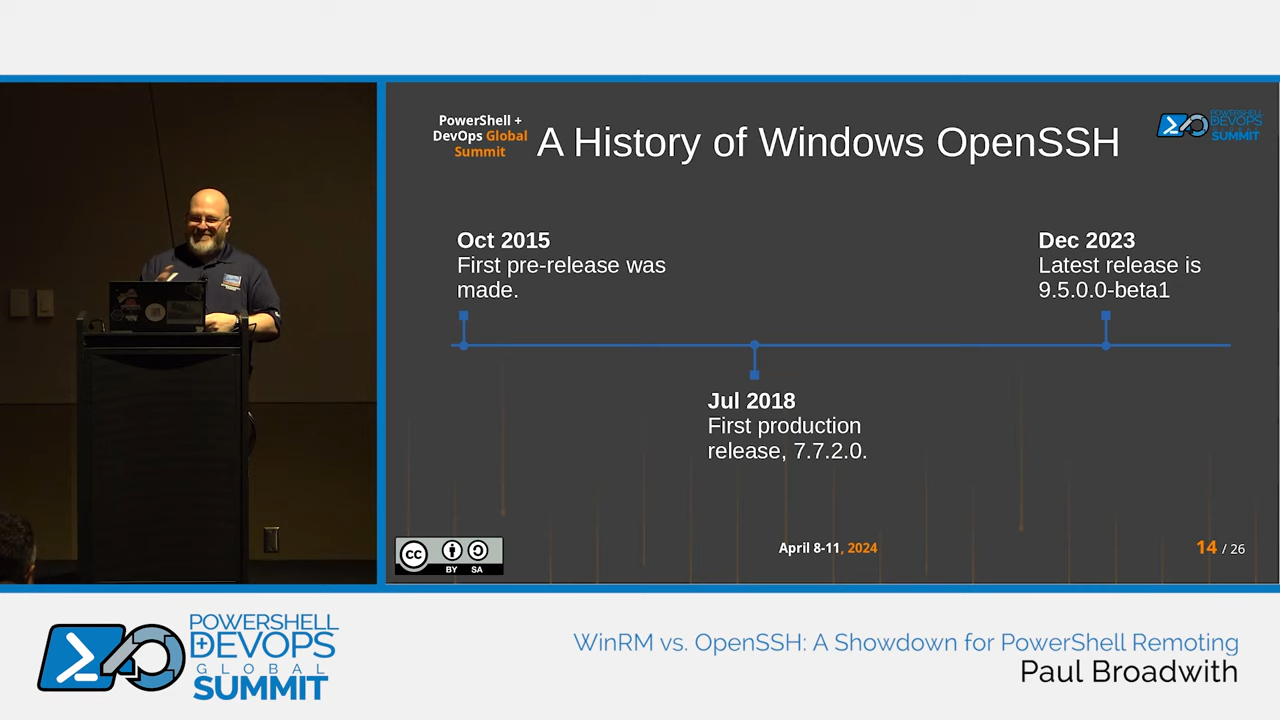 PowerShell +
DevOps Global
Summit
A History of Windows OpenSSH
POWERSHELL
DEVOPS
GLOBAL
SUMMIT
Oct 2015
First pre-release was
made.
Dec 2023
Latest release is
9.5.0.0-beta1
Jul 2018
First production
release, 7.7.2.0.
CC
BY SA
April 8-11, 2024
14 / 26
POWERSHELL
+DEVOPS
GLOBAL
SUMMIT
WinRM vs. OpenSSH: A Showdown for PowerShell Remoting
Paul Broadwith